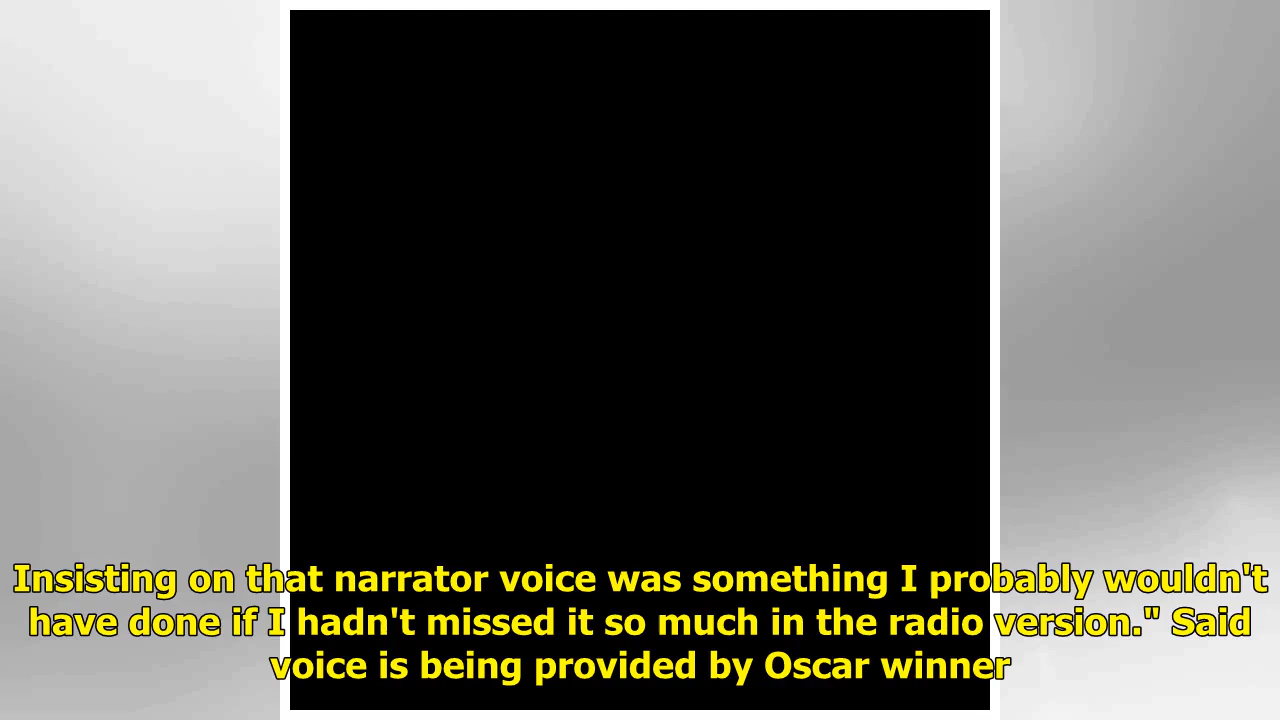 Insisting on that narrator voice was something I probably wouldn't
have done if I hadn't missed it so much in the radio version." Said
voice is being provided by Oscar winner